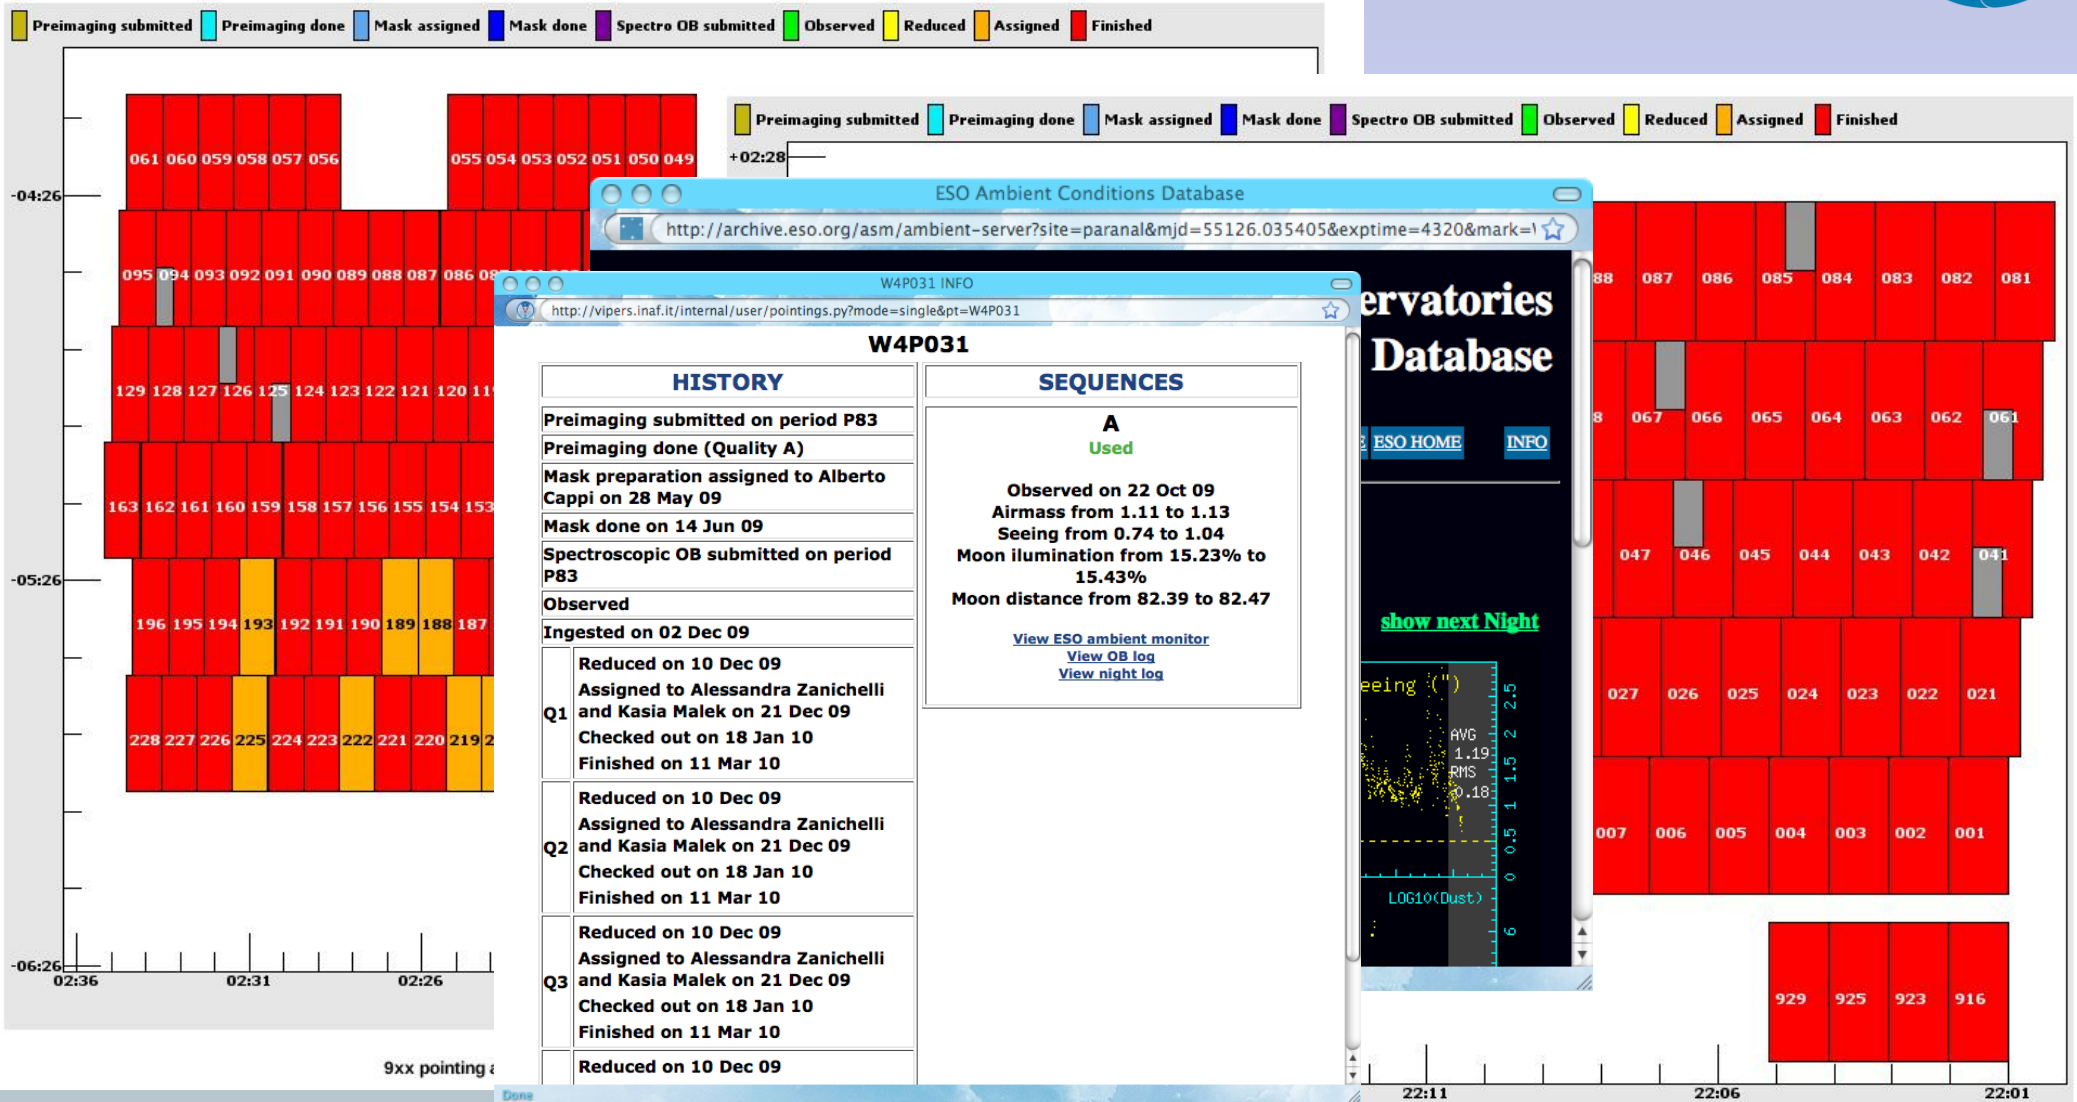 Preimaging submitted Preimaging done Mask assigned Mask done Spectro OB submitted Observed Reduced Assigned Finished
061 060 059 058 057 056 055 054 053 052 051 050 049
-04:26
095 094 093 092 091 090 089 088 087 086
129 128 127 126 125 124 123 122 121 120
163 162 161 160 159 158 157 156 155 154 153
-05:26
196 195 194 193 192 191 190 189 188 187
228 227 226 225 224 223 222 221 220 219
-06:26
02:36 02:31 02:26
9xx pointing
Preimaging submitted Preimaging done Mask assigned Mask done Spectro OB submitted Observed Reduced Assigned Finished
+02:28
88 087 086 085 084 083 082 081
8 067 066 065 064 063 062 061
047 046 045 044 043 042 041
027 026 025 024 023 022 021
007 006 005 004 003 002 001
929 925 923 916
22:11 22:06 22:01
ESO Ambient Conditions Database
http://archive.eso.org/asm/ambient-server?site=paranal&mjd=55126.035405&exptime=4320&mark=
ervatories
Database
ESO HOME INFO
show next Night
eeing (")
AVG
1.19
RMS
0.18
2.5
2
1.5
1
0.5
0
LOG10(Dust)
6
W4P031 INFO
http://vipers.inaf.it/internal/user/pointings.py?mode=single&pt=W4P031
W4P031
HISTORY
Preimaging submitted on period P83
Preimaging done (Quality A)
Mask preparation assigned to Alberto
Cappi on 28 May 09
Mask done on 14 Jun 09
Spectroscopic OB submitted on period
P83
Observed
Ingested on 02 Dec 09
Q1
Reduced on 10 Dec 09
Assigned to Alessandra Zanichelli
and Kasia Malek on 21 Dec 09
Checked out on 18 Jan 10
Finished on 11 Mar 10
Q2
Reduced on 10 Dec 09
Assigned to Alessandra Zanichelli
and Kasia Malek on 21 Dec 09
Checked out on 18 Jan 10
Finished on 11 Mar 10
Q3
Reduced on 10 Dec 09
Assigned to Alessandra Zanichelli
and Kasia Malek on 21 Dec 09
Checked out on 18 Jan 10
Finished on 11 Mar 10
Reduced on 10 Dec 09
SEQUENCES
A
Used
Observed on 22 Oct 09
Airmass from 1.11 to 1.13
Seeing from 0.74 to 1.04
Moon ilumination from 15.23% to
15.43%
Moon distance from 82.39 to 82.47
View ESO ambient monitor
View OB log
View night log
Done